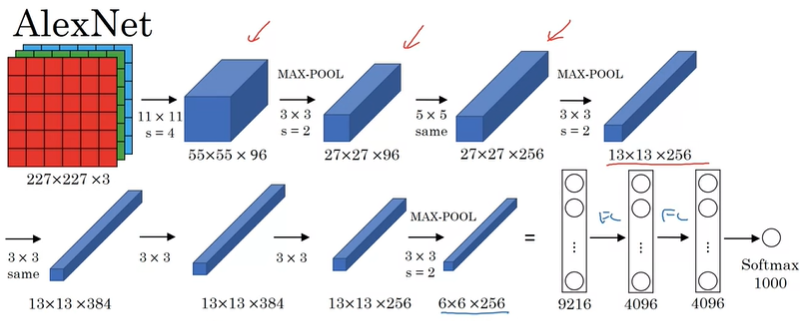 AlexNet
MAX-POOL
MAX-POOL
11 × 11
s = 4
3 × 3
s = 2
5 × 5
same
3 × 3
s = 2
227×227 ×3
55×55 × 96
27×27 ×96
27×27 ×256
13×13 ×256
MAX-POOL
FC
FC
3 × 3
same
3 × 3
3 × 3
3 × 3
s = 2
=
...
...
...
Softmax
1000
13×13 ×384
13×13 ×384
13×13 ×256
6×6 ×256
9216
4096
4096